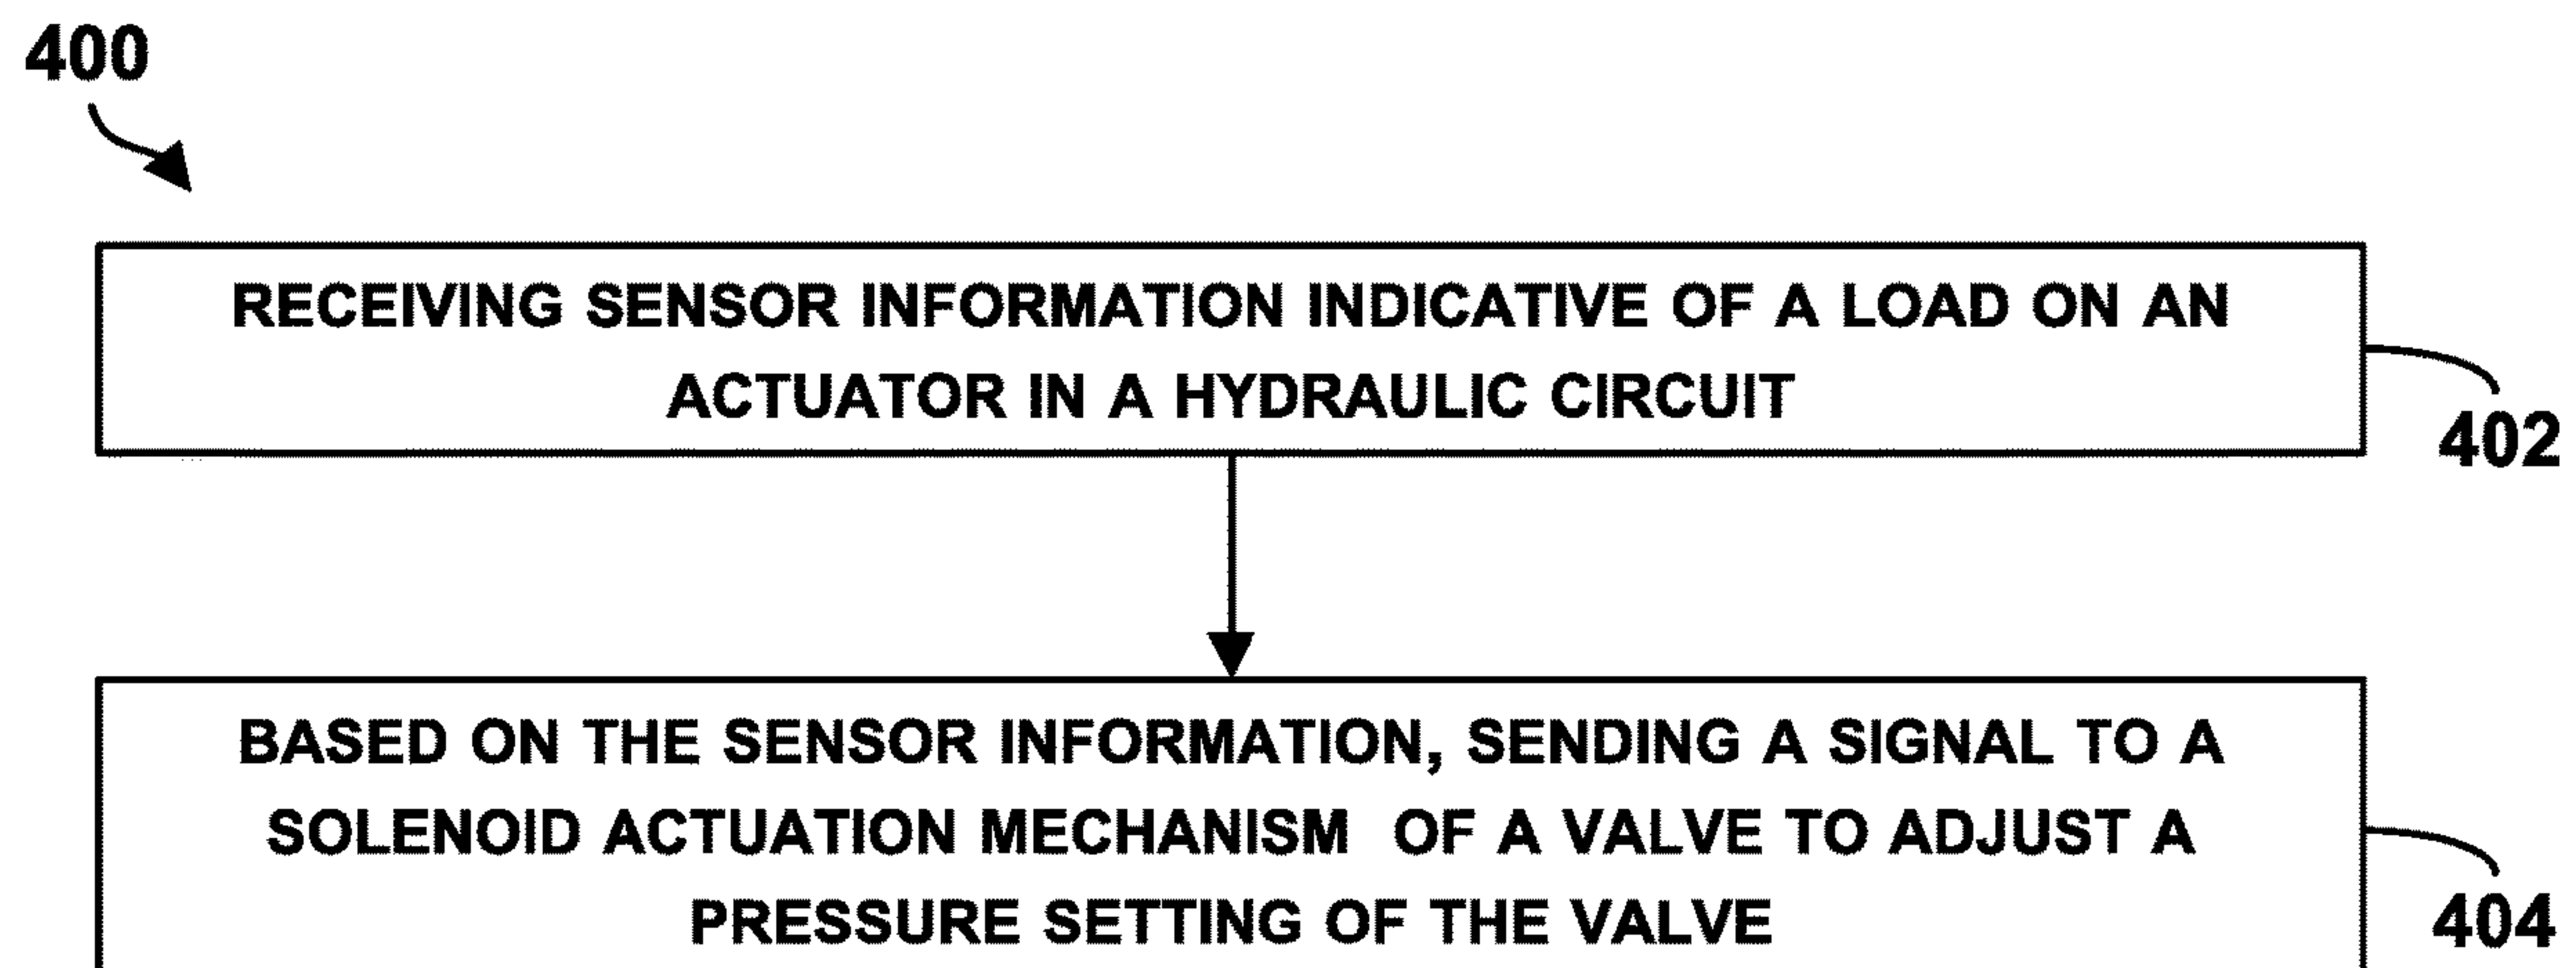 400
RECEIVING SENSOR INFORMATION INDICATIVE OF A LOAD ON AN
ACTUATOR IN A HYDRAULIC CIRCUIT
402
BASED ON THE SENSOR INFORMATION, SENDING A SIGNAL TO A
SOLENOID ACTUATION MECHANISM OF A VALVE TO ADJUST A
PRESSURE SETTING OF THE VALVE
404